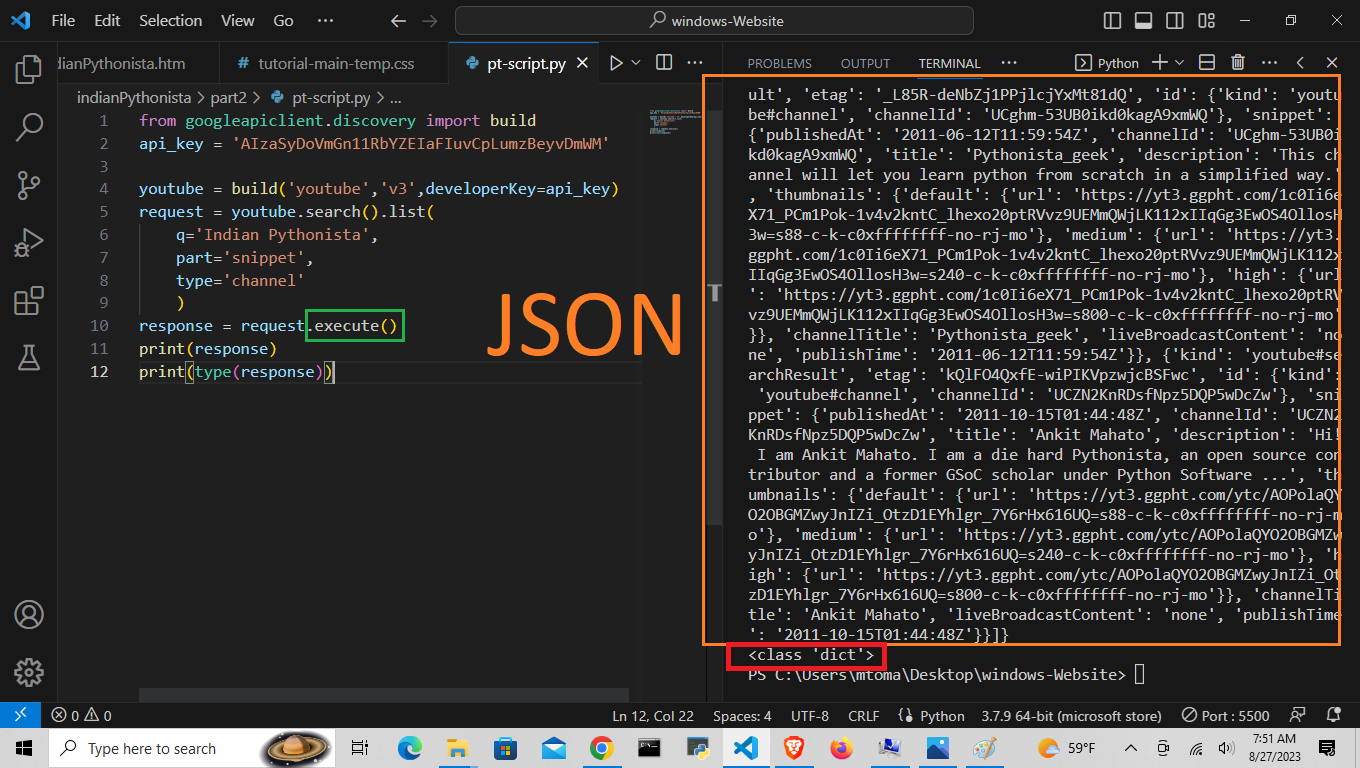 File Edit Selection View Go ... windows-Website
dianPythonista.htm # tutorial-main-temp.css pt-script.py
PROBLEMS OUTPUT TERMINAL ... Python
indianPythonista > part2 > pt-script.py > ...
1 from googleapiclient.discovery import build
2 api_key = 'AIzaSyDoVmGn11RbYZEIaFIuvCpLumzBeyvDmWM'
3
4 youtube = build('youtube','v3',developerKey=api_key)
5 request = youtube.search().list(
6 q='Indian Pythonista',
7 part='snippet',
8 type='channel'
9 )
10 response = request.execute()
11 print(response)
12 print(type(response))
JSON
T
ult', 'etag': '_L85R-deNbZj1PPjlcjYxMt81dQ', 'id': {'kind': 'youtu
be#channel', 'channelId': 'UCghm-53UB0ikd0kagA9xmWQ'}, 'snippet':
{'publishedAt': '2011-06-12T11:59:54Z', 'channelId': 'UCghm-53UB0i
kd0kagA9xmWQ', 'title': 'Pythonista_geek', 'description': 'This ch
annel will let you learn python from scratch in a simplified way.'
, 'thumbnails': {'default': {'url': 'https://yt3.ggpht.com/1c0Ii6e
X71_PCm1Pok-1v4v2kntC_lhexo20ptRVvz9UEMmQWjLK112xIIqGg3EwOS4OllosH
3w=s88-c-k-c0xffffffff-no-rj-mo'}, 'medium': {'url': 'https://yt3.
ggpht.com/1c0Ii6eX71_PCm1Pok-1v4v2kntC_lhexo20ptRVvz9UEMmQWjLK112x
IIqGg3EwOS4OllosH3w=s240-c-k-c0xffffffff-no-rj-mo'}, 'high': {'url
': 'https://yt3.ggpht.com/1c0Ii6eX71_PCm1Pok-1v4v2kntC_lhexo20ptRV
vz9UEMmQWjLK112xIIqGg3EwOS4OllosH3w=s800-c-k-c0xffffffff-no-rj-mo'
}}, 'channelTitle': 'Pythonista_geek', 'liveBroadcastContent': 'no
ne', 'publishTime': '2011-06-12T11:59:54Z'}}, {'kind': 'youtube#se
archResult', 'etag': 'kQlFO4QxfE-wiPIKVpzwjcBSFwc', 'id': {'kind':
'youtube#channel', 'channelId': 'UCZN2KnRDsfNpz5DQP5wDcZw'}, 'sni
ppet': {'publishedAt': '2011-10-15T01:44:48Z', 'channelId': 'UCZN2
KnRDsfNpz5DQP5wDcZw', 'title': 'Ankit Mahato', 'description': 'Hi!
I am Ankit Mahato. I am a die hard Pythonista, an open source con
tributor and a former GSoC scholar under Python Software ...', 'th
umbnails': {'default': {'url': 'https://yt3.ggpht.com/ytc/AOPolaQY
O2OBGMZwyJnIZi_OtzD1EYhlgr_7Y6rHx616UQ=s88-c-k-c0xffffffff-no-rj-m
o'}, 'medium': {'url': 'https://yt3.ggpht.com/ytc/AOPolaQYO2OBGMZw
yJnIZi_OtzD1EYhlgr_7Y6rHx616UQ=s240-c-k-c0xffffffff-no-rj-mo'}, 'h
igh': {'url': 'https://yt3.ggpht.com/ytc/AOPolaQYO2OBGMZwyJnIZi_Ot
zD1EYhlgr_7Y6rHx616UQ=s800-c-k-c0xffffffff-no-rj-mo'}}, 'channelTi
tle': 'Ankit Mahato', 'liveBroadcastContent': 'none', 'publishTime
': '2011-10-15T01:44:48Z'}}]}
<class 'dict'>
PS C:\Users\mtoma\Desktop\windows-Website>
0 0 Ln 12, Col 22 Spaces: 4 UTF-8 CRLF Python 3.7.9 64-bit (microsoft store) Port : 5500
Type here to search 59°F 7:51 AM
8/27/2023